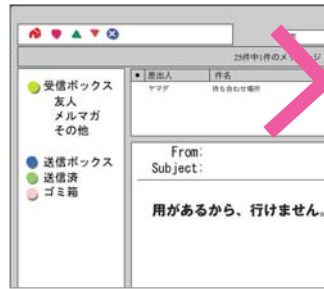 25件中1件のメッ
差出人 件名
ヤマダ 待ち合わせ場所
受信ボックス
友人
メルマガ
その他
送信ボックス
送信済
ゴミ箱
From:
Subject:
用があるから、行けません。